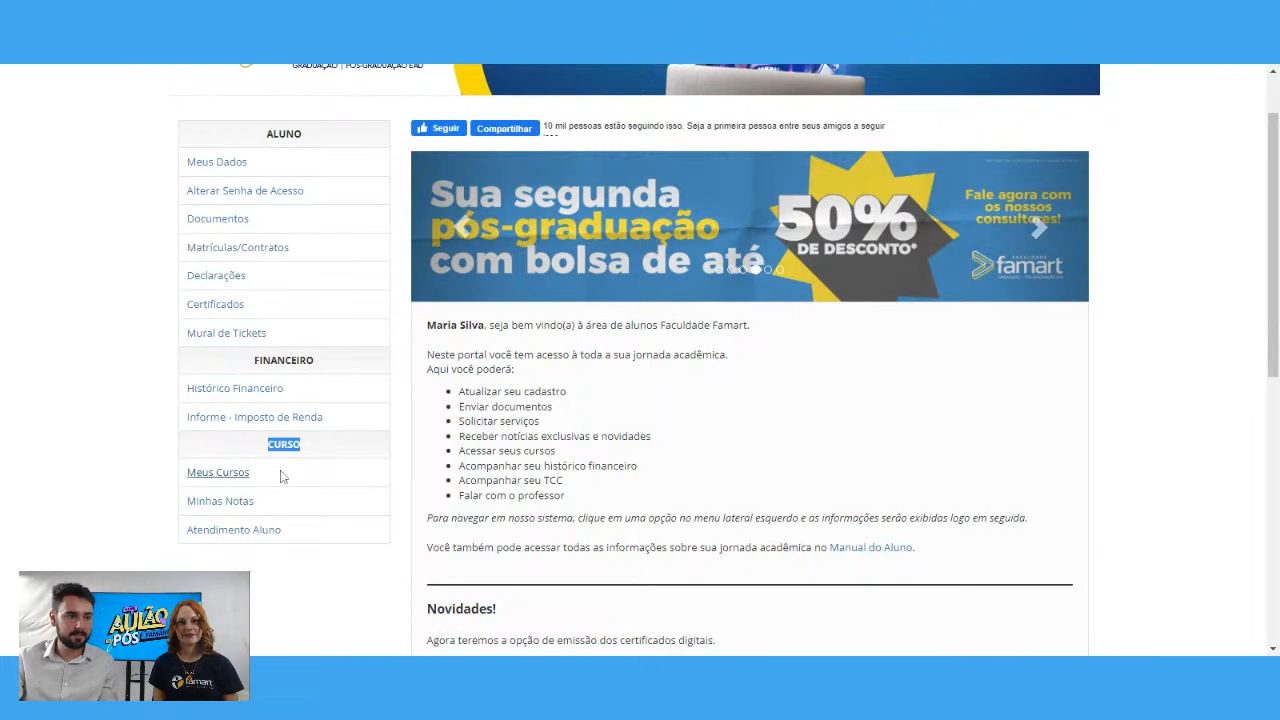 GRADUAÇÃO | PÓS-GRADUAÇÃO EAD
ALUNO
Meus Dados
Alterar Senha de Acesso
Documentos
Matrículas/Contratos
Declarações
Certificados
Mural de Tickets
FINANCEIRO
Histórico Financeiro
Informe - Imposto de Renda
CURSO
Meus Cursos
Minhas Notas
Atendimento Aluno
Seguir
Compartilhar
10 mil pessoas estão seguindo isso. Seja a primeira pessoa entre seus amigos a seguir
Sua segunda
pós-graduação
com bolsa de até
50%
DE DESCONTO*
Fale agora com
os nossos
consultores!
FACULDADE
famart
Maria Silva, seja bem vindo(a) à área de alunos Faculdade Famart.
Neste portal você tem acesso à toda a sua jornada acadêmica.
Aqui você poderá:
Atualizar seu cadastro
Enviar documentos
Solicitar serviços
Receber notícias exclusivas e novidades
Acessar seus cursos
Acompanhar seu histórico financeiro
Acompanhar seu TCC
Falar com o professor
Para navegar em nosso sistema, clique em uma opção no menu lateral esquerdo e as informações serão exibidas logo em seguida.
Você também pode acessar todas as informações sobre sua jornada acadêmica no Manual do Aluno.
Novidades!
Agora teremos a opção de emissão dos certificados digitais.
AULÃO
PÓS
famart